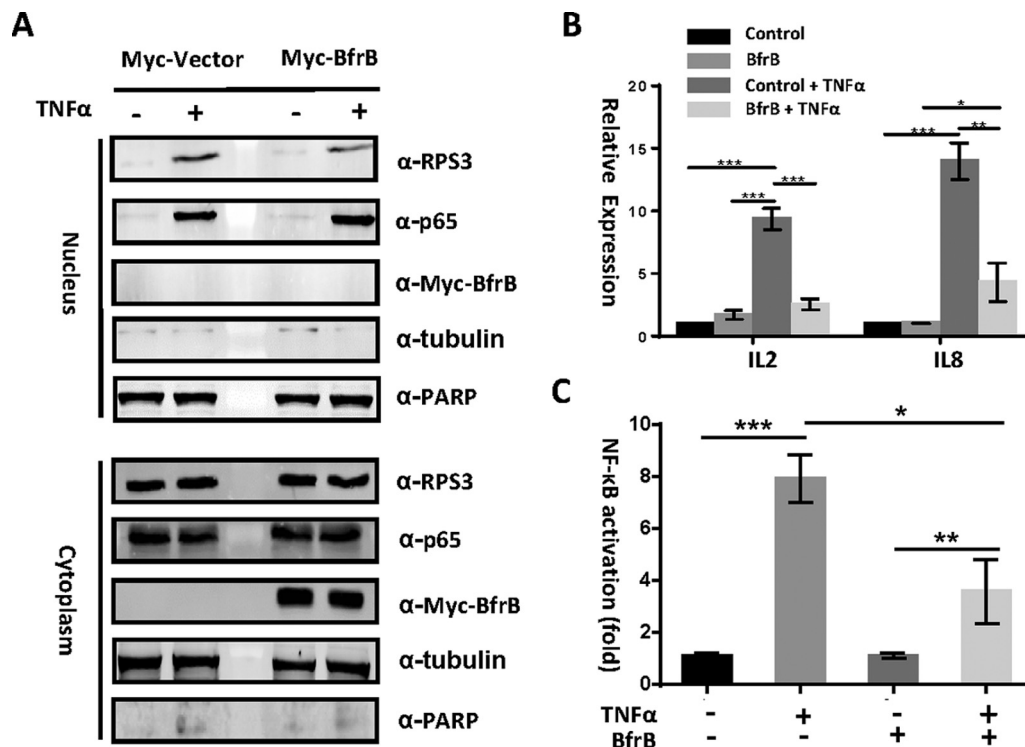 A
Myc-Vector Myc-BfrB
TNFα - + - +
Nucleus
α-RPS3
α-p65
α-Myc-BfrB
α-tubulin
α-PARP
Cytoplasm
α-RPS3
α-p65
α-Myc-BfrB
α-tubulin
α-PARP
B
Control
BfrB
Control + TNFα
BfrB + TNFα
Relative Expression
20
15
10
5
0
*** *** ***
*** * **
IL2 IL8
C
NF-κB activation (fold)
10
8
6
4
2
0
*** * **
TNFα - + - +
BfrB - - + +